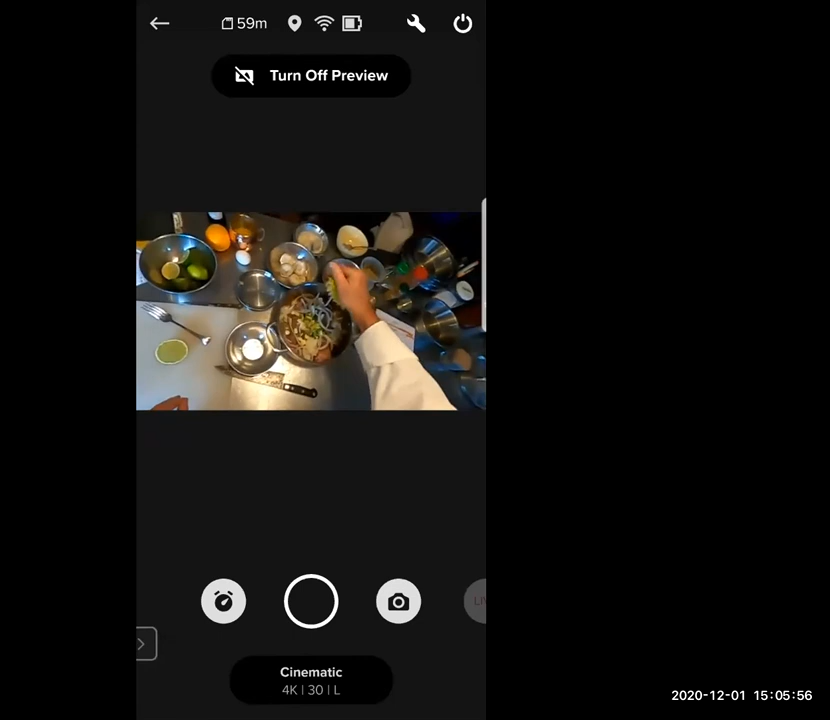 59m
Turn Off Preview
Cinematic
4K | 30 | L
2020-12-01 15:05:56